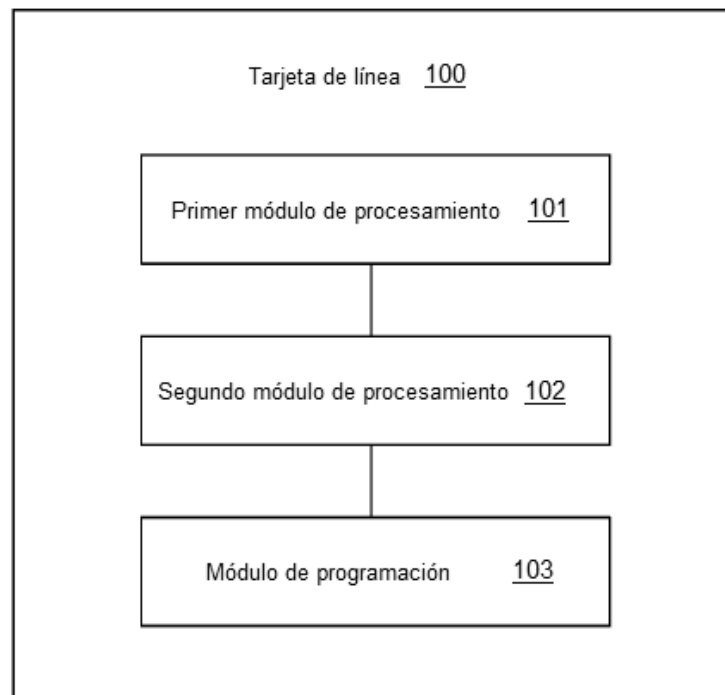 Tarjeta de línea 100
Primer módulo de procesamiento 101
Segundo módulo de procesamiento 102
Módulo de programación 103